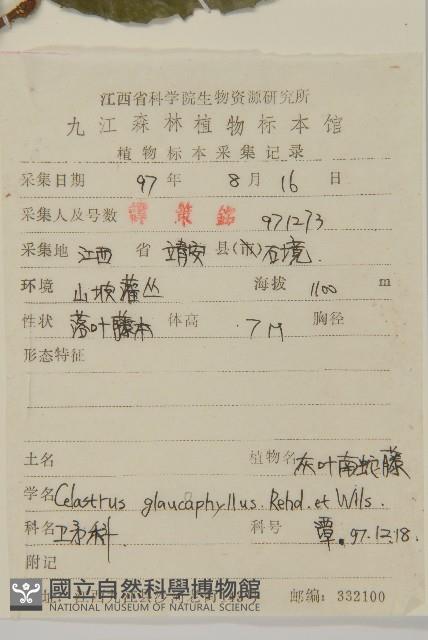 江西省科学院生物资源研究所
九江森林植物标本馆
植物标本采集记录
采集日期 97 年 8 月 16 日
采集人及号数 譚策銘 971273
采集地 江西 省 靖安 县(市) 石境
环境 山坡灌丛 海拔 1100 m
性状 落叶藤本 体高 7M 胸径
形态特征
土名 植物名 灰叶南蛇藤
学名 Celastrus glaucaphyllus. Rehd. et Wils.
科名 卫矛科 科号 譚. 97.12.18.
附记
國立自然科學博物館
NATIONAL MUSEUM OF NATURAL SCIENCE
邮编: 332100